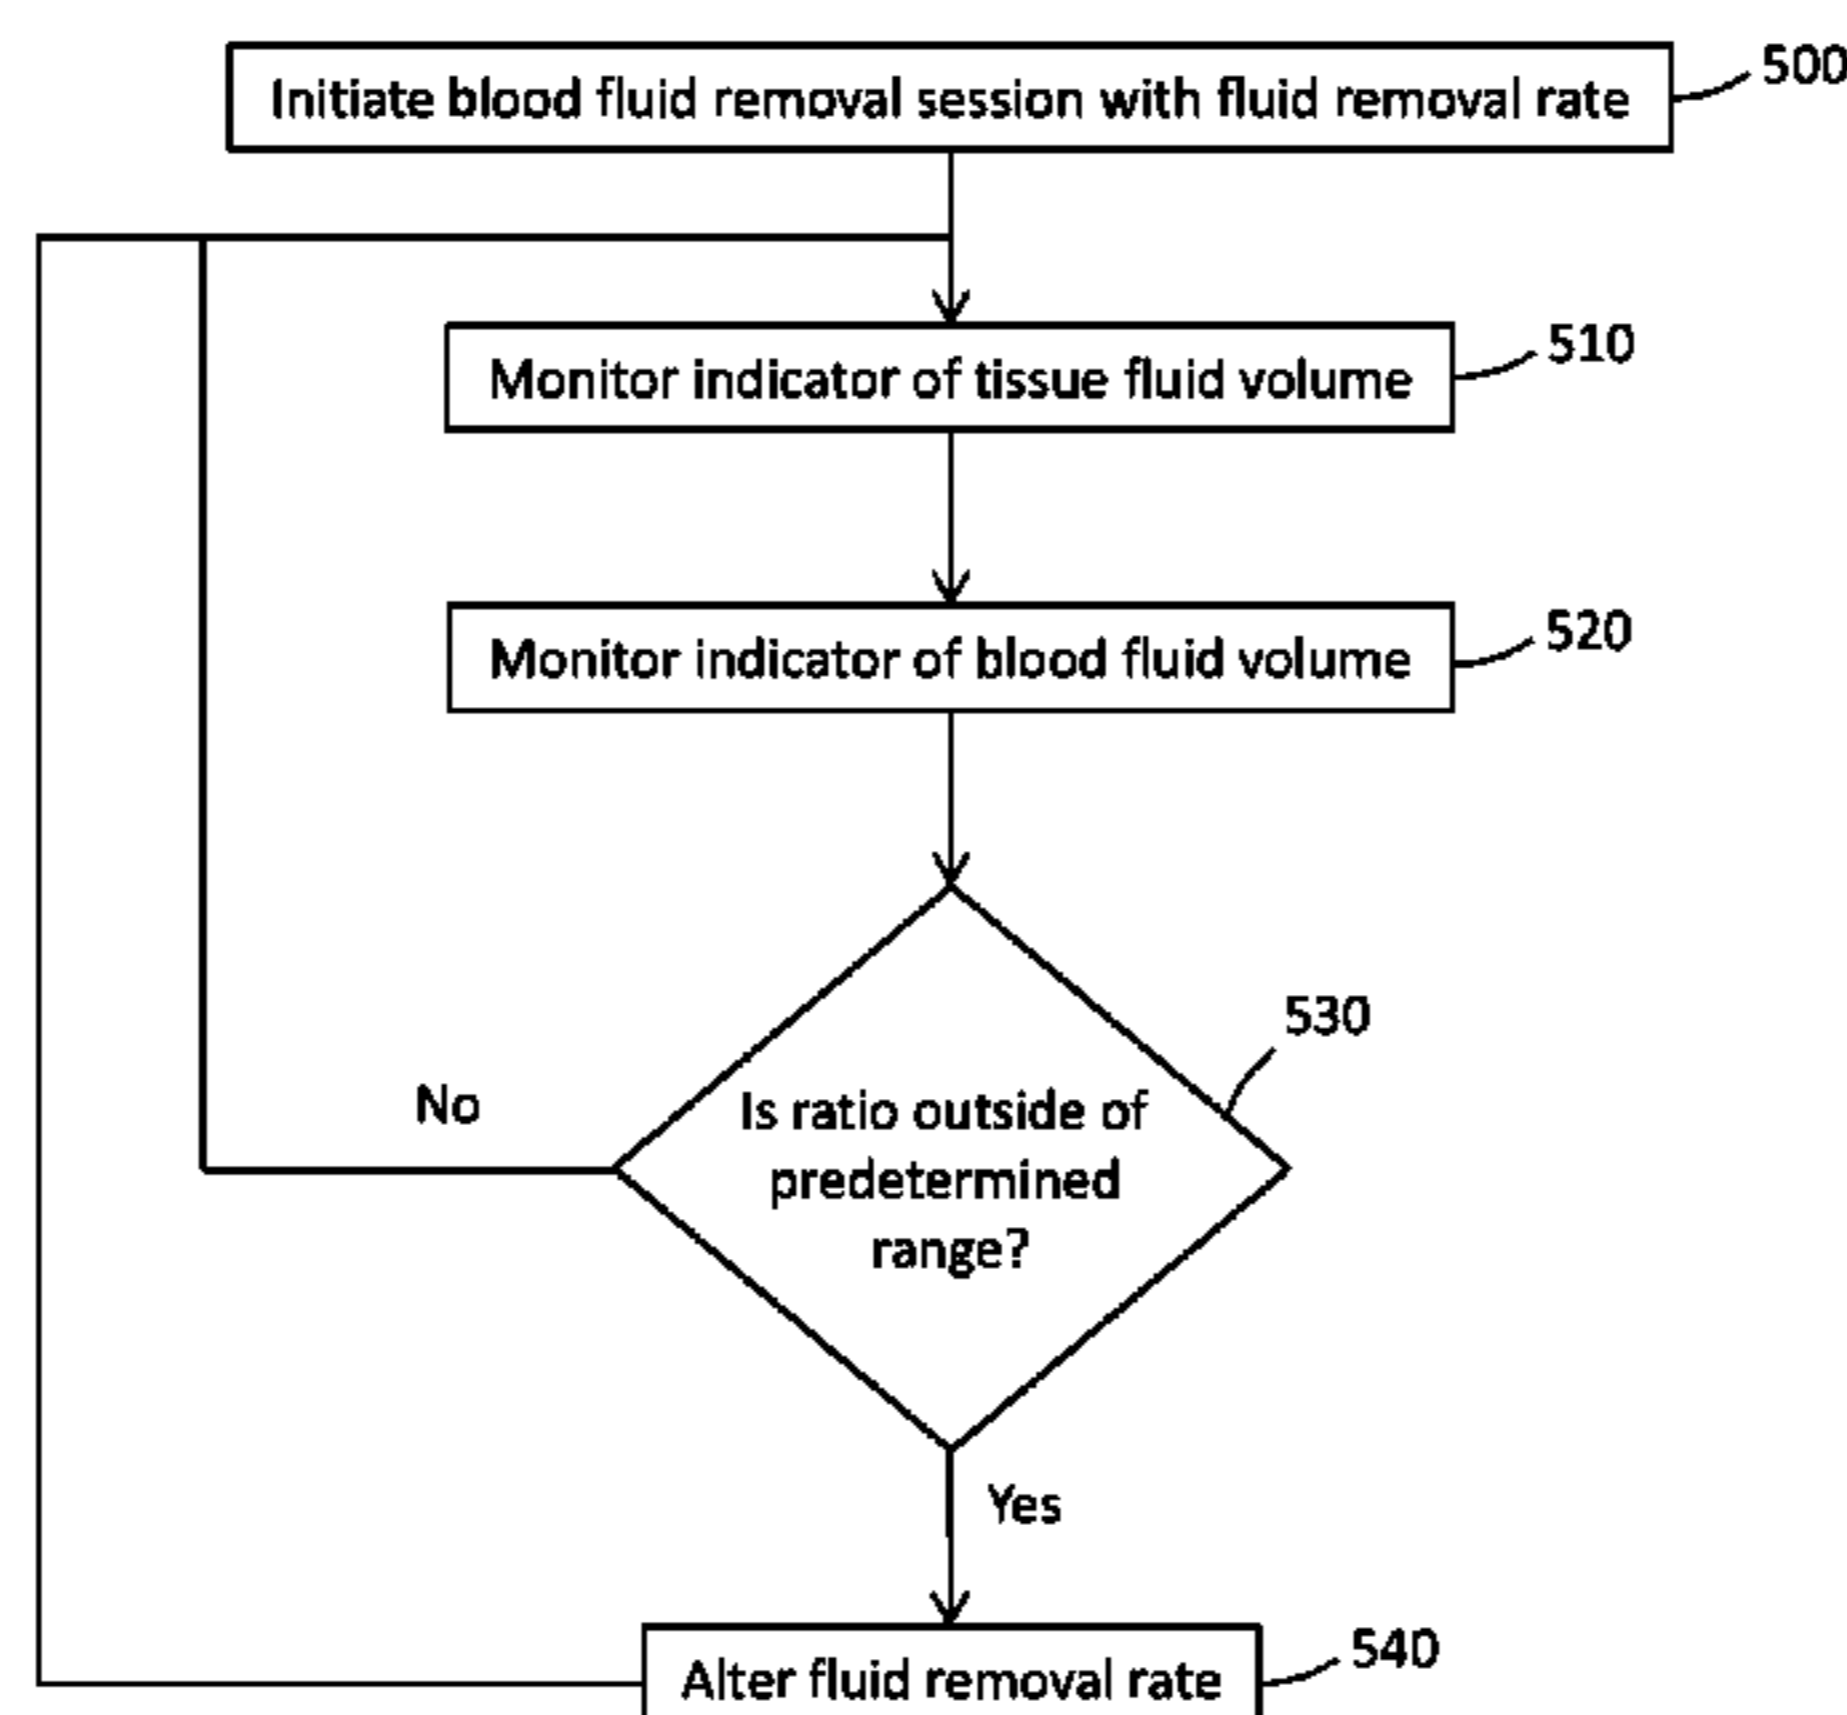 Initiate blood fluid removal session with fluid removal rate
500
Monitor indicator of tissue fluid volume
510
Monitor indicator of blood fluid volume
520
530
Is ratio outside of
predetermined
range?
No
Yes
Alter fluid removal rate
540